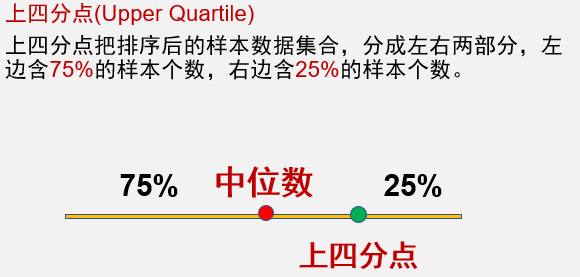 上四分点(Upper Quartile)
上四分点把排序后的样本数据集合，分成左右两部分，左
边含75%的样本个数，右边含25%的样本个数。
75% 中位数 25%
上四分点